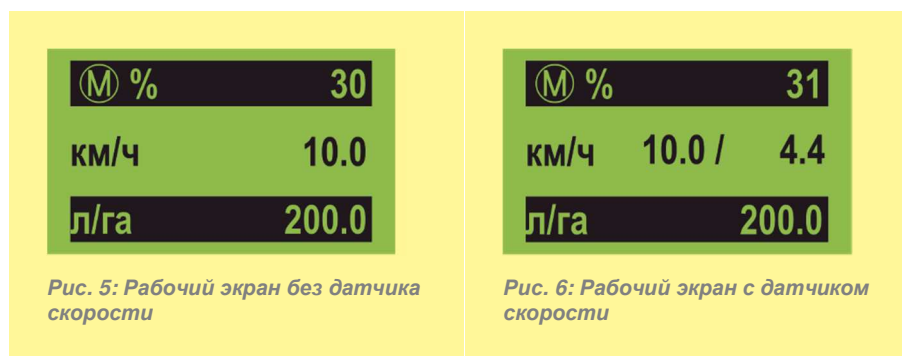 Ⓜ % 30
км/ч 10.0
л/га 200.0
Рис. 5: Рабочий экран без датчика
скорости
Ⓜ % 31
км/ч 10.0 / 4.4
л/га 200.0
Рис. 6: Рабочий экран с датчиком
скорости